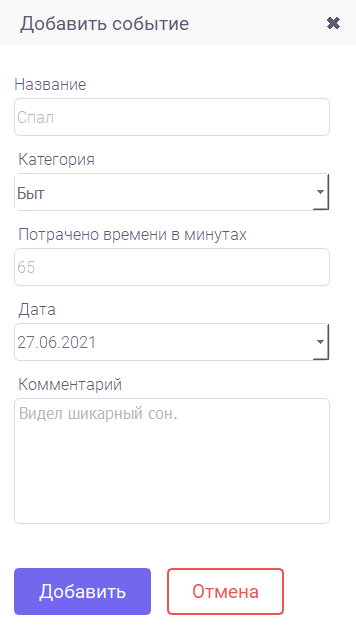 Добавить событие
Название
Спал
Категория
Быт
Потрачено времени в минутах
65
Дата
27.06.2021
Комментарий
Видел шикарный сон.
Добавить
Отмена